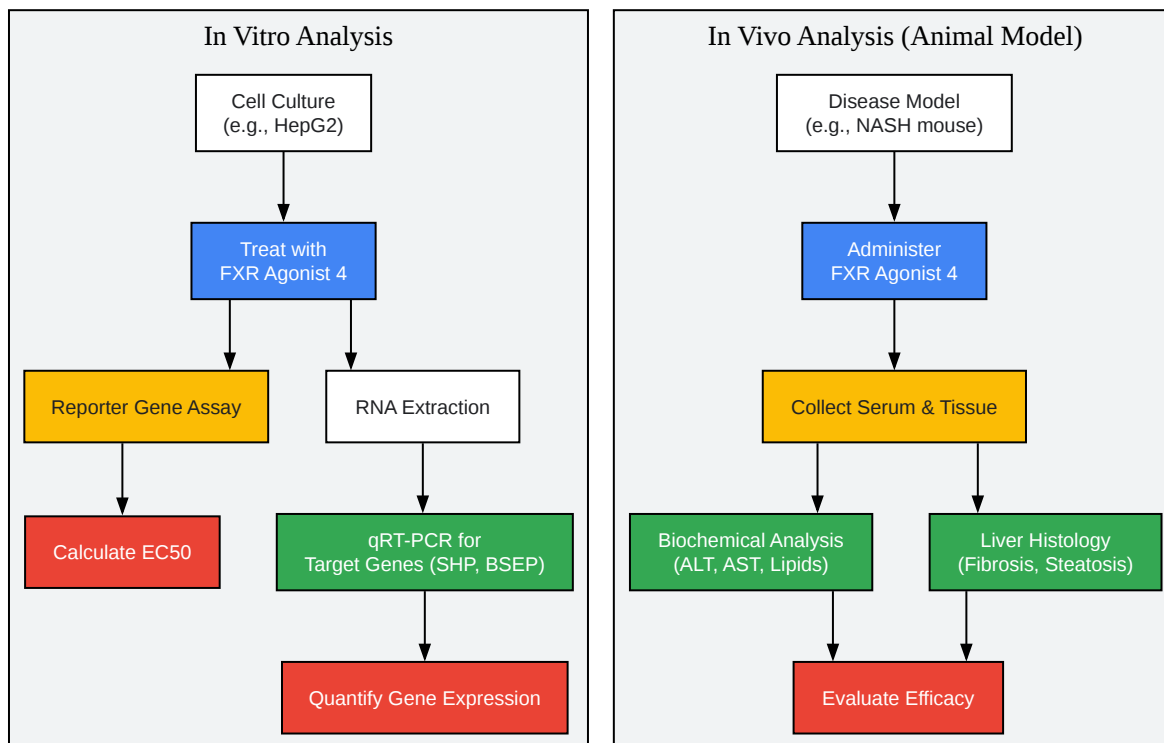 In Vitro Analysis
Cell Culture
(e.g., HepG2)
Treat with
FXR Agonist 4
Reporter Gene Assay
RNA Extraction
Calculate EC50
qRT-PCR for
Target Genes (SHP, BSEP)
Quantify Gene Expression
In Vivo Analysis (Animal Model)
Disease Model
(e.g., NASH mouse)
Administer
FXR Agonist 4
Collect Serum & Tissue
Biochemical Analysis
(ALT, AST, Lipids)
Liver Histology
(Fibrosis, Steatosis)
Evaluate Efficacy